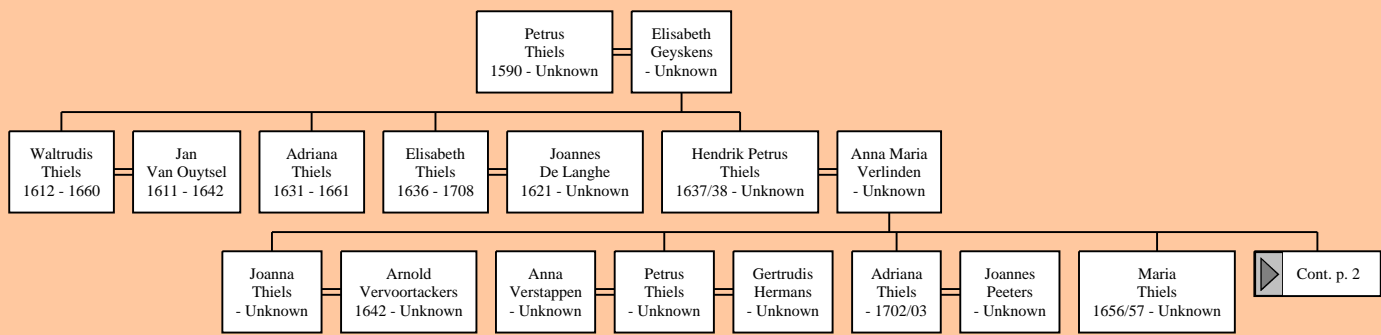 Petrus
Thiels
1590 - Unknown
Elisabeth
Geyskens
- Unknown
Waltrudis
Thiels
1612 - 1660
Jan
Van Ouytsel
1611 - 1642
Adriana
Thiels
1631 - 1661
Elisabeth
Thiels
1636 - 1708
Joannes
De Langhe
1621 - Unknown
Hendrik Petrus
Thiels
1637/38 - Unknown
Anna Maria
Verlinden
- Unknown
Joanna
Thiels
- Unknown
Arnold
Vervoortackers
1642 - Unknown
Anna
Verstappen
- Unknown
Petrus
Thiels
- Unknown
Gertrudis
Hermans
- Unknown
Adriana
Thiels
- 1702/03
Joannes
Peeters
- Unknown
Maria
Thiels
1656/57 - Unknown
Cont. p. 2